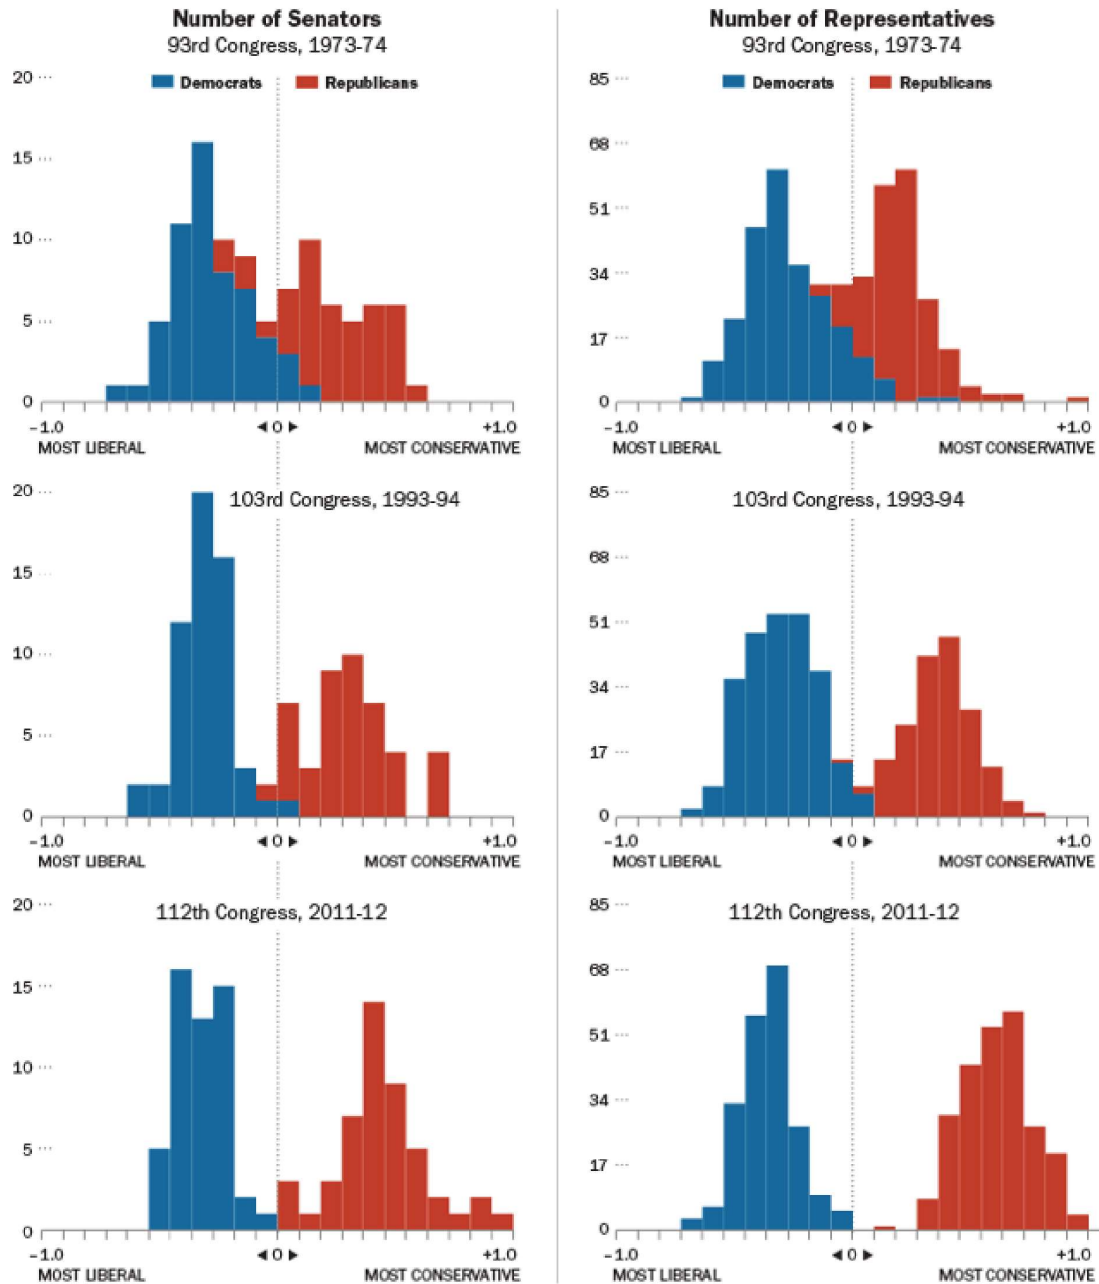 Number of Senators
93rd Congress, 1973-74
20
Democrats
Republicans
15
10
5
0
–1.0
◄ 0 ►
+1.0
MOST LIBERAL
MOST CONSERVATIVE
Number of Representatives
93rd Congress, 1973-74
85
Democrats
Republicans
68
51
34
17
0
–1.0
◄ 0 ►
+1.0
MOST LIBERAL
MOST CONSERVATIVE
103rd Congress, 1993-94
20
15
10
5
0
–1.0
◄ 0 ►
+1.0
MOST LIBERAL
MOST CONSERVATIVE
103rd Congress, 1993-94
85
68
51
34
17
0
–1.0
◄ 0 ►
+1.0
MOST LIBERAL
MOST CONSERVATIVE
112th Congress, 2011-12
20
15
10
5
0
–1.0
◄ 0 ►
+1.0
MOST LIBERAL
MOST CONSERVATIVE
112th Congress, 2011-12
85
68
51
34
17
0
–1.0
◄ 0 ►
+1.0
MOST LIBERAL
MOST CONSERVATIVE